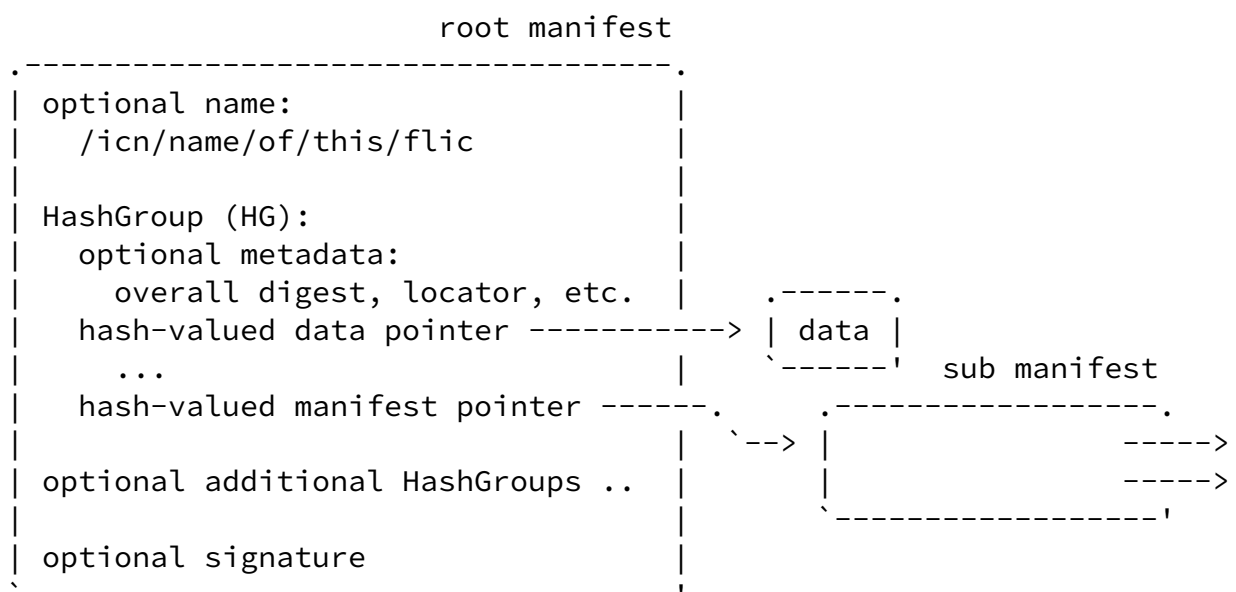 root manifest
optional name:
/icn/name/of/this/flic
HashGroup (HG):
optional metadata:
overall digest, locator, etc.
hash-valued data pointer -----------> | data |
... sub manifest
hash-valued manifest pointer ------.
optional additional HashGroups ..
optional signature